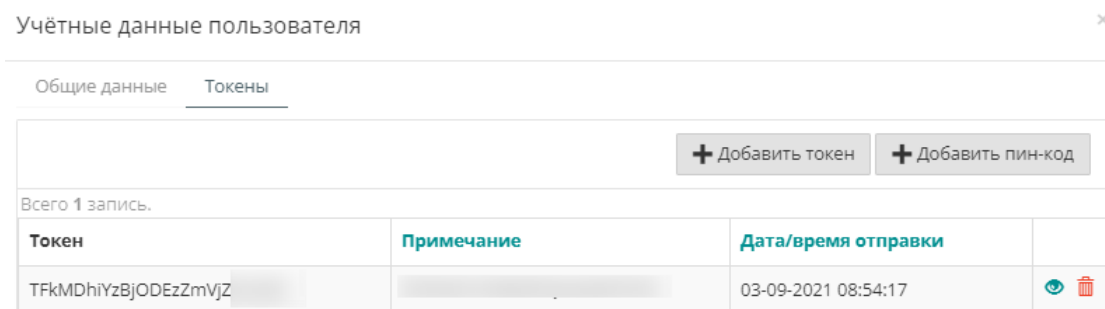 Учётные данные пользователя
Общие данные Токены
Добавить токен Добавить пин-код
Всего 1 запись.
Токен Примечание Дата/время отправки
TFkMDhiYzBjODEzZmVjZ 03-09-2021 08:54:17